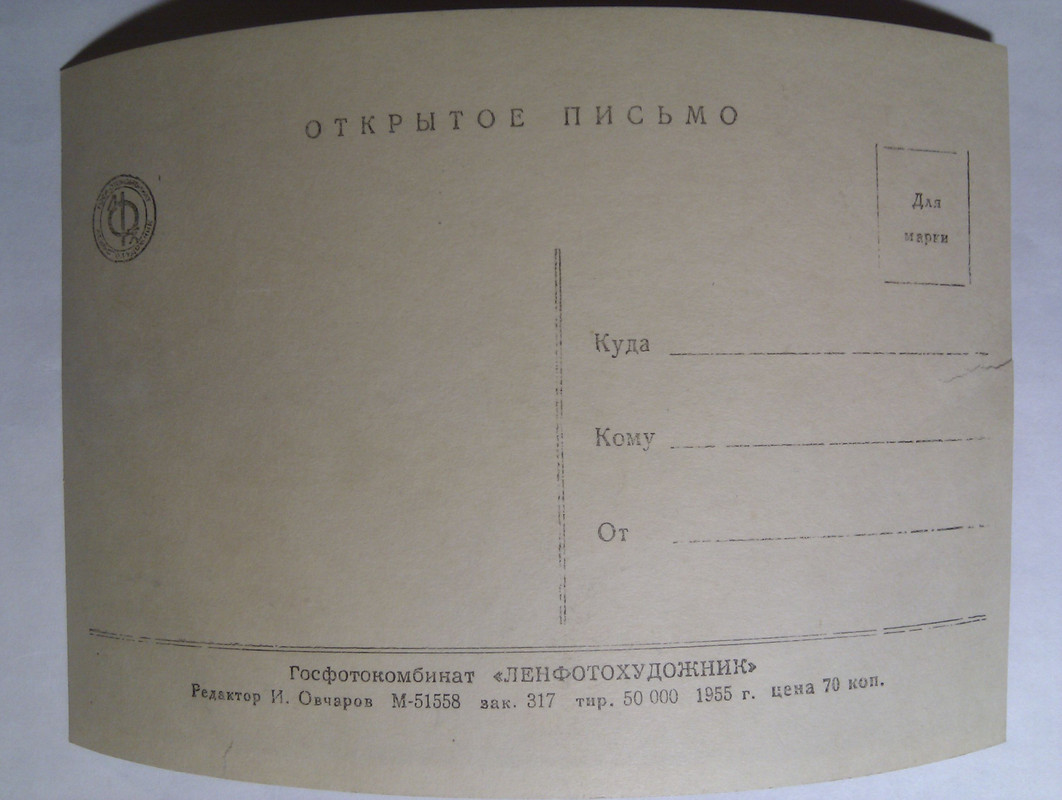 ОТКРЫТОЕ ПИСЬМО
Для
марки
Куда
Кому
От
Госфотокомбинат «ЛЕНФОТОХУДОЖНИК»
Редактор И. Овчаров М-51558 зак. 317 тир. 50 000 1955 г. цена 70 коп.